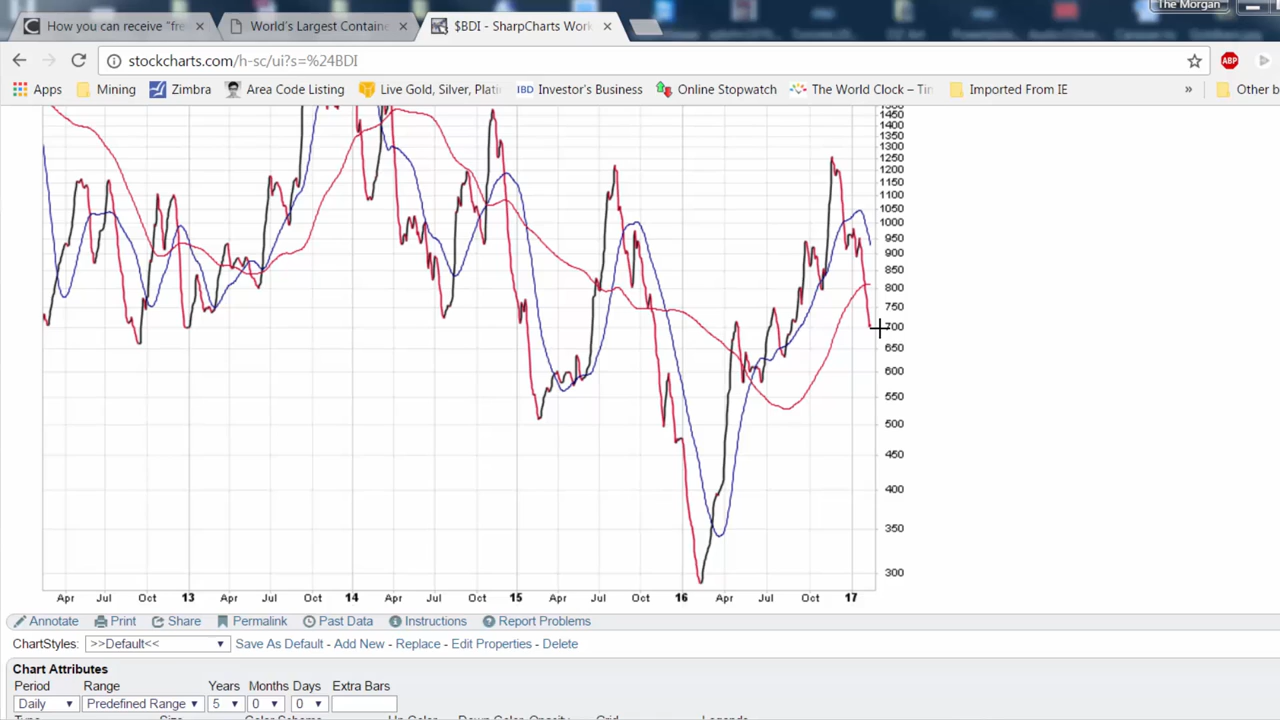 The Morgan
How you can receive "fre
World's Largest Containe
$BDI - SharpCharts Work
stockcharts.com/h-sc/ui?s=%24BDI
ABP
Apps Mining Zimbra Area Code Listing Live Gold, Silver, Plati IBD Investor's Business Online Stopwatch The World Clock – Tim Imported From IE » Other b
1450
1400
1350
1300
1250
1200
1150
1100
1050
1000
950
900
850
800
750
700
650
600
550
500
450
400
350
300
Apr Jul Oct 13 Apr Jul Oct 14 Apr Jul Oct 15 Apr Jul Oct 16 Apr Jul Oct 17
Annotate Print Share Permalink Past Data Instructions Report Problems
ChartStyles: >>Default<< Save As Default - Add New - Replace - Edit Properties - Delete
Chart Attributes
Period Range Years Months Days Extra Bars
Daily Predefined Range 5 0 0